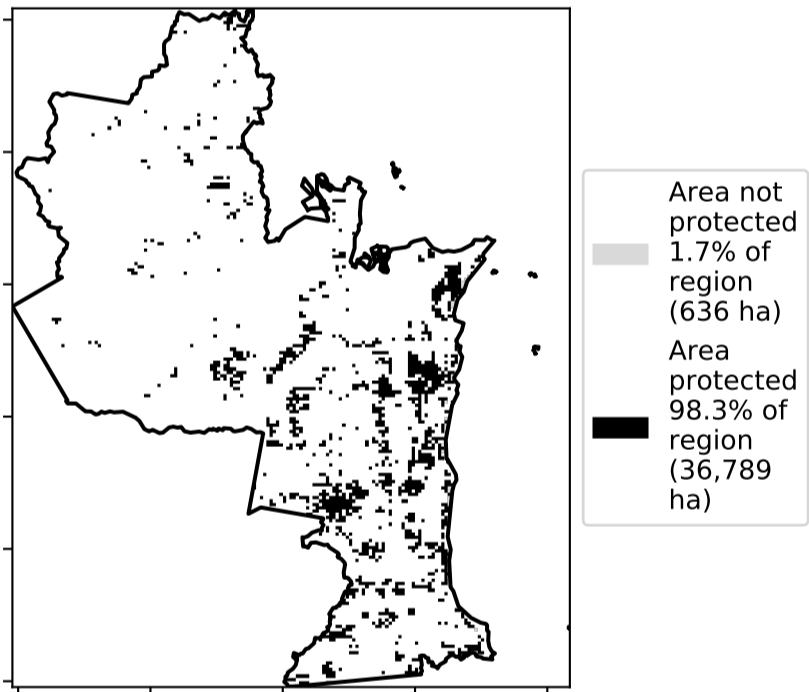 Area not
protected
1.7% of
region
(636 ha)
Area
protected
98.3% of
region
(36,789
ha)